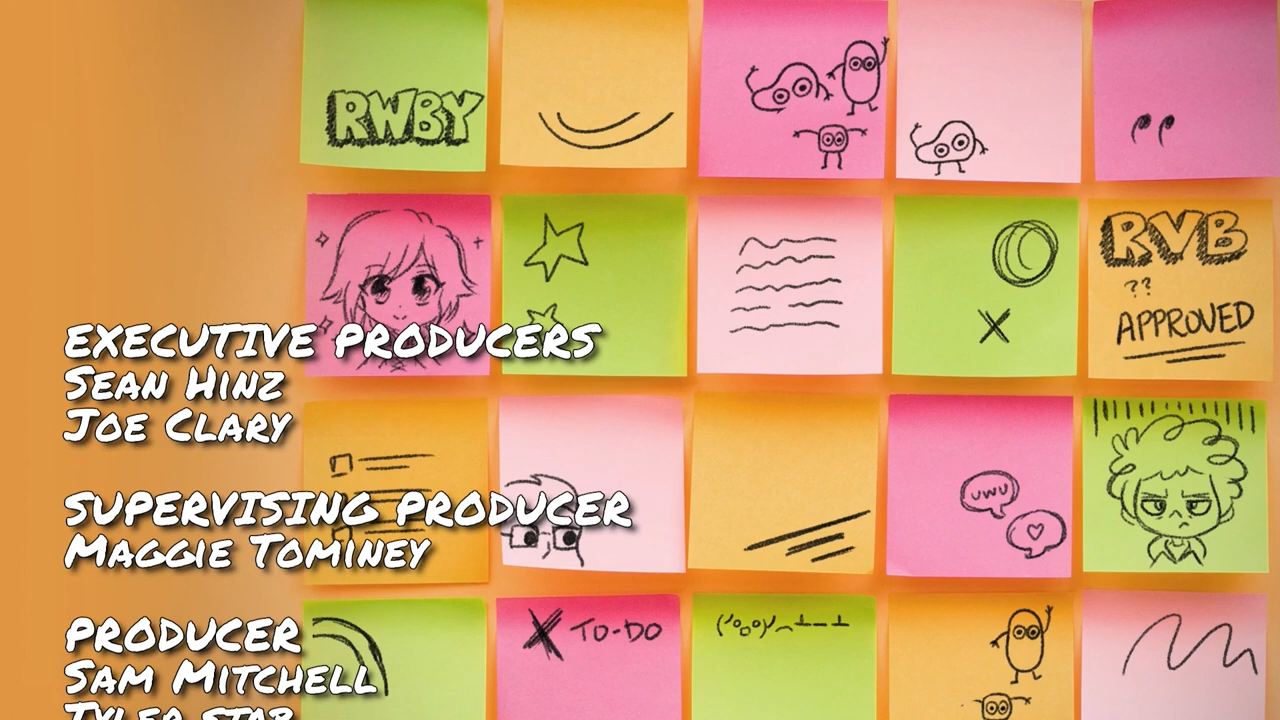 RWBY
RVB
??
APPROVED
EXECUTIVE PRODUCERS
SEAN HINZ
JOE CLARY
SUPERVISING PRODUCER
MAGGIE TOMINEY
UWU
PRODUCER
SAM MITCHELL
X TO-DO